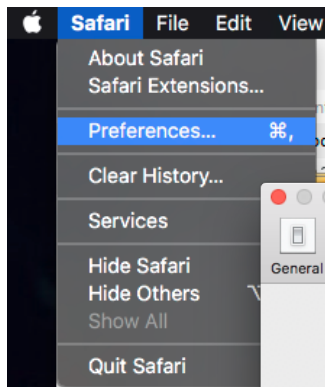 Safari File Edit View
About Safari
Safari Extensions...
Preferences... ⌘,
Clear History...
Services
Hide Safari
Hide Others ⌥
Show All
Quit Safari
General